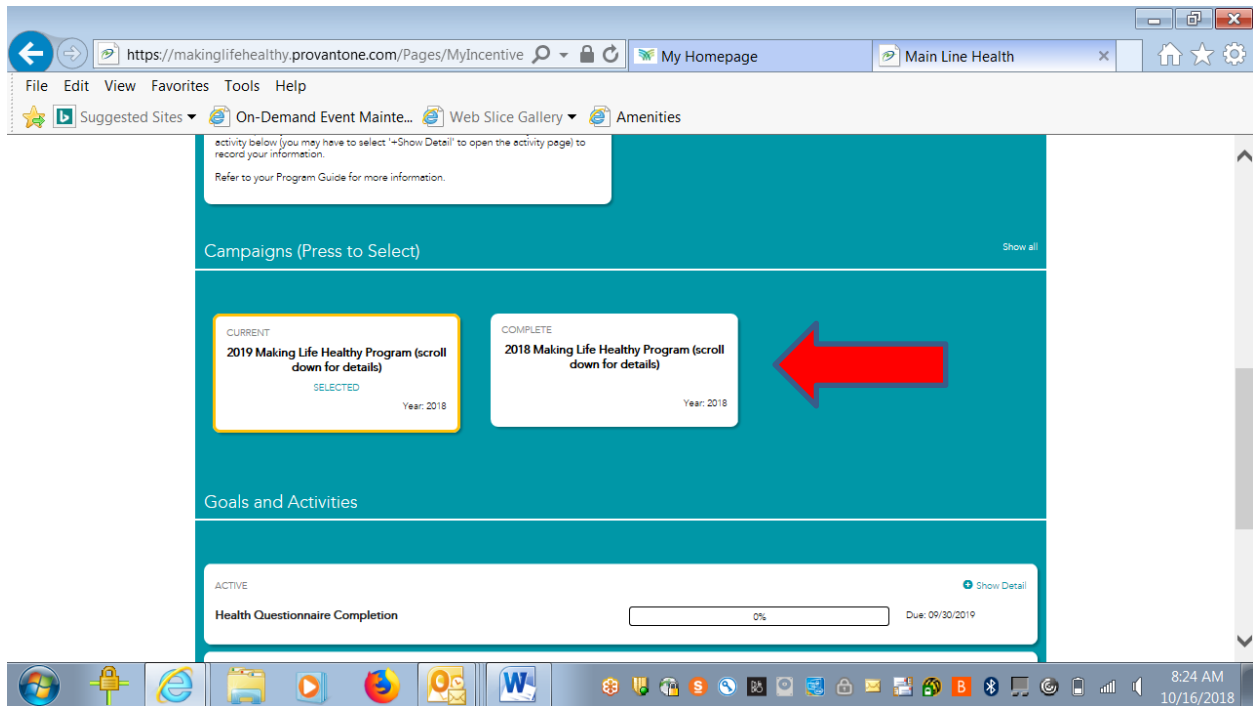 https://makinglifehealthy.provantone.com/Pages/MyIncentive
My Homepage
Main Line Health
File Edit View Favorites Tools Help
Suggested Sites
On-Demand Event Mainte...
Web Slice Gallery
Amenities
activity below (you may have to select '+Show Detail' to open the activity page) to
record your information.
Refer to your Program Guide for more information.
Campaigns (Press to Select)
Show all
CURRENT
2019 Making Life Healthy Program (scroll
down for details)
SELECTED
Year: 2018
COMPLETE
2018 Making Life Healthy Program (scroll
down for details)
Year: 2018
Goals and Activities
ACTIVE
Show Detail
Health Questionnaire Completion
0%
Due: 09/30/2019
8:24 AM
10/16/2018